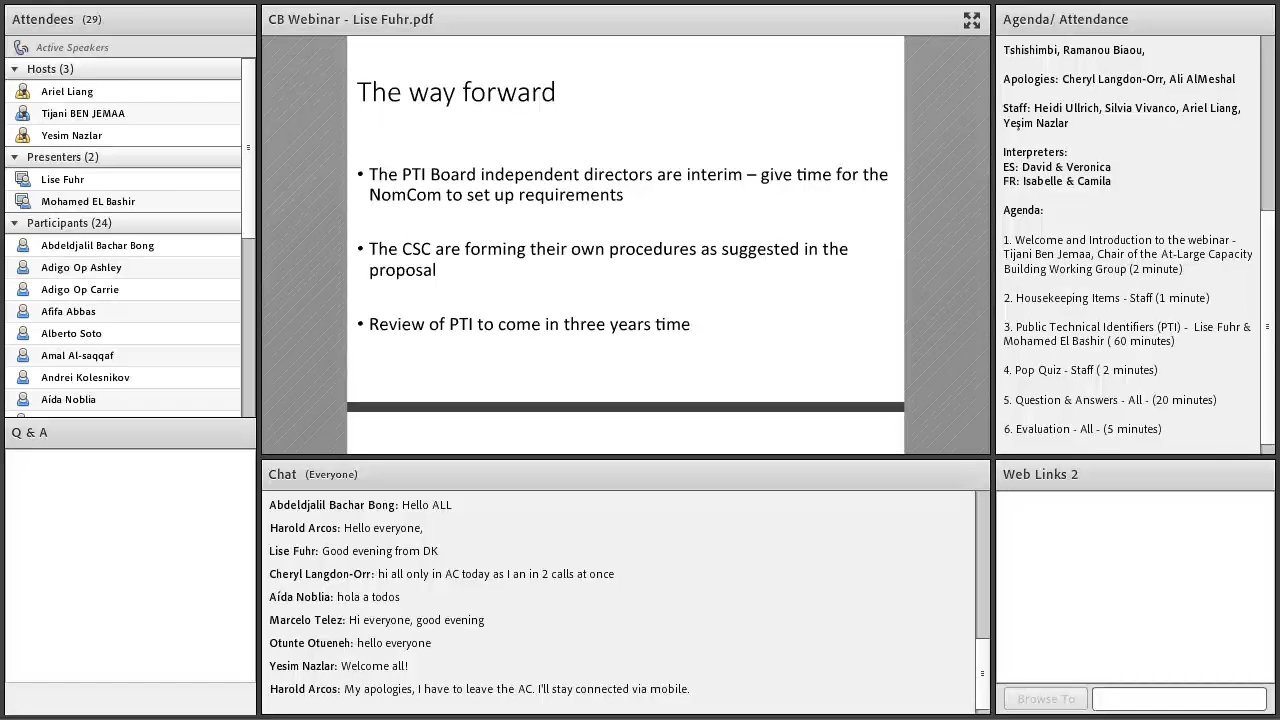 Attendees (29)
Active Speakers
Hosts (3)
Ariel Liang
Tijani BEN JEMAA
Yesim Nazlar
Presenters (2)
Lise Fuhr
Mohamed EL Bashir
Participants (24)
Abdeldjalil Bachar Bong
Adigo Op Ashley
Adigo Op Carrie
Afifa Abbas
Alberto Soto
Amal Al-saqqaf
Andrei Kolesnikov
Aída Noblia
Q & A
CB Webinar - Lise Fuhr.pdf
The way forward
• The PTI Board independent directors are interim – give time for the
NomCom to set up requirements
• The CSC are forming their own procedures as suggested in the
proposal
• Review of PTI to come in three years time
Chat (Everyone)
Abdeldjalil Bachar Bong: Hello ALL
Harold Arcos: Hello everyone,
Lise Fuhr: Good evening from DK
Cheryl Langdon-Orr: hi all only in AC today as I an in 2 calls at once
Aída Noblia: hola a todos
Marcelo Telez: Hi everyone, good evening
Otunte Otueneh: hello everyone
Yesim Nazlar: Welcome all!
Harold Arcos: My apologies, I have to leave the AC. I'll stay connected via mobile.
Agenda/ Attendance
Tshishimbi, Ramanou Biaou,
Apologies: Cheryl Langdon-Orr, Ali AlMeshal
Staff: Heidi Ullrich, Silvia Vivanco, Ariel Liang,
Yeşim Nazlar
Interpreters:
ES: David & Veronica
FR: Isabelle & Camila
Agenda:
1. Welcome and Introduction to the webinar -
Tijani Ben Jemaa, Chair of the At-Large Capacity
Building Working Group (2 minute)
2. Housekeeping Items - Staff (1 minute)
3. Public Technical Identifiers (PTI) - Lise Fuhr &
Mohamed El Bashir ( 60 minutes)
4. Pop Quiz - Staff ( 2 minutes)
5. Question & Answers - All - (20 minutes)
6. Evaluation - All - (5 minutes)
Web Links 2
Browse To